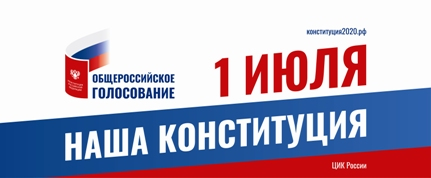 конституция2020.рф
ОБЩЕРОССИЙСКОЕ
ГОЛОСОВАНИЕ
1 ИЮЛЯ
НАША КОНСТИТУЦИЯ
ЦИК России